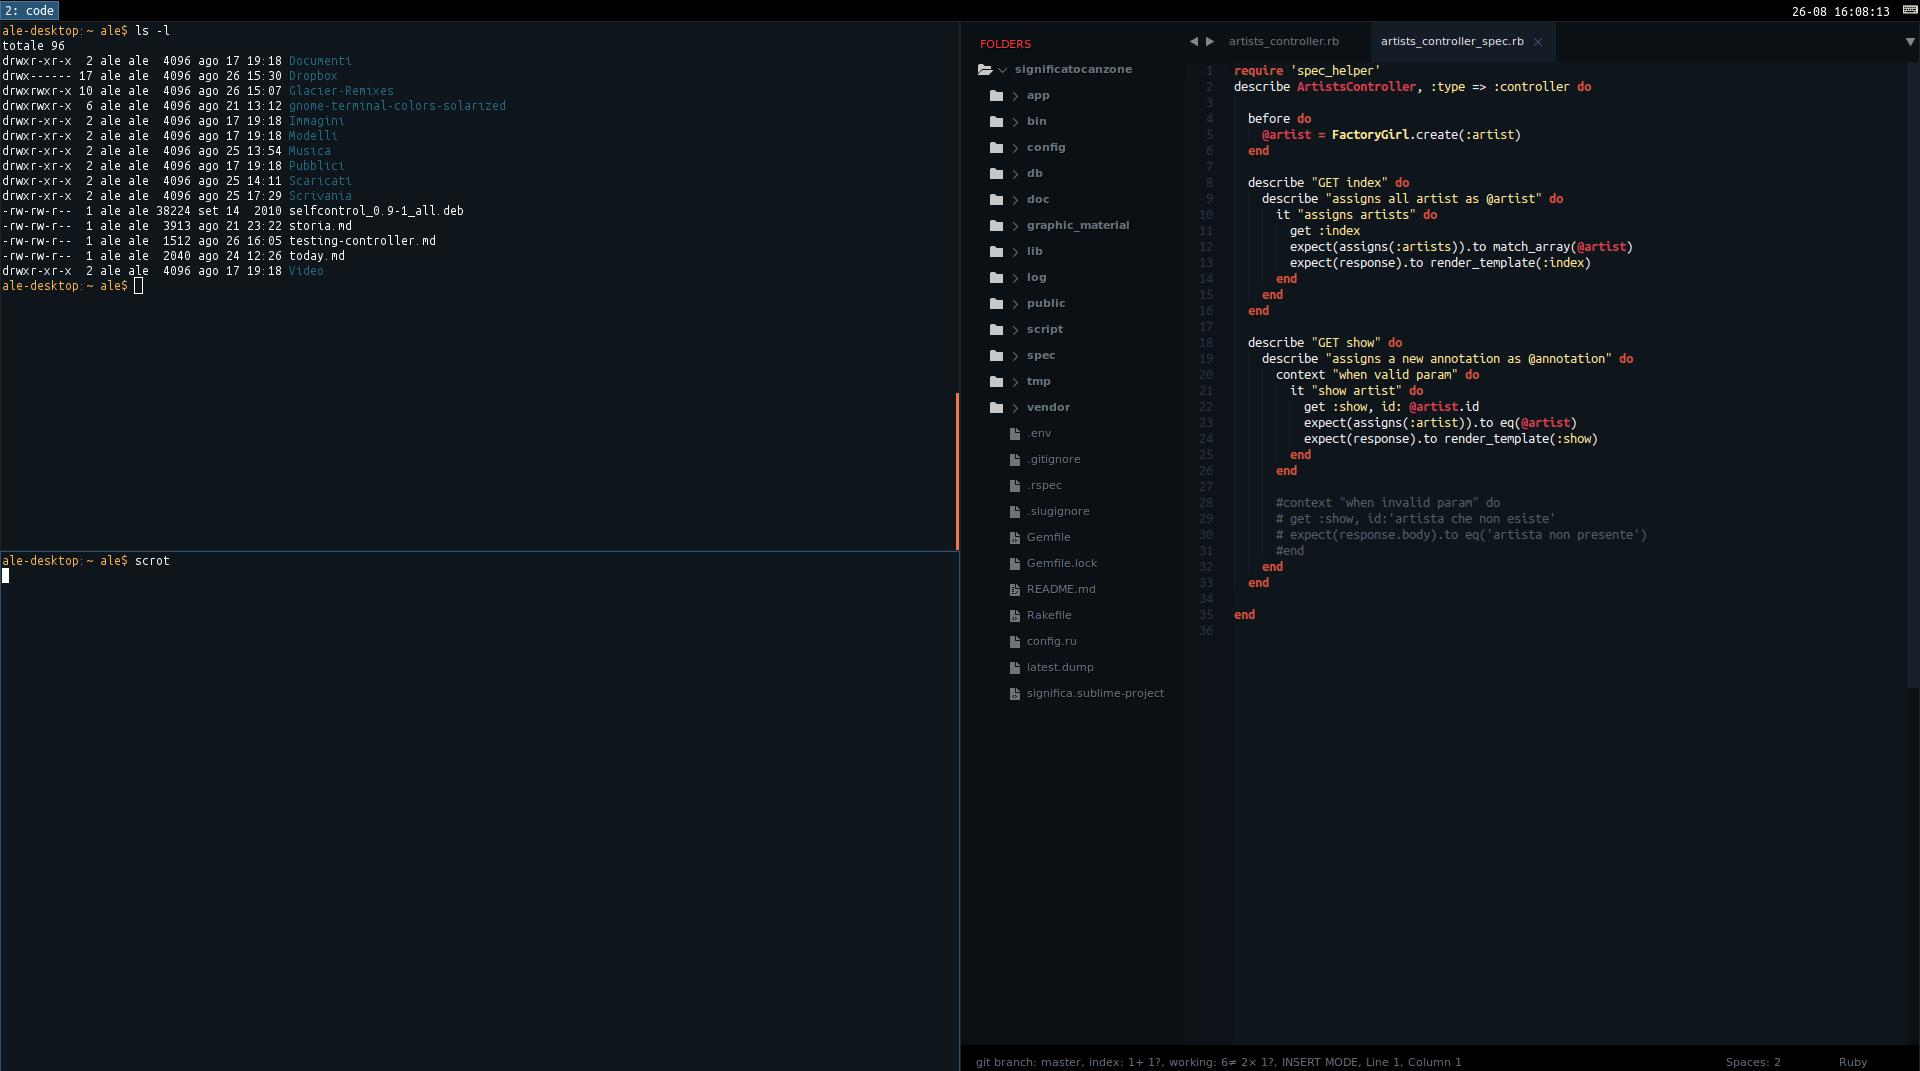 2: code
26-08 16:08:13
ale-desktop:~ ale$ ls -l
totale 96
drwxr-xr-x  2 ale ale  4096 ago 17 19:18 Documenti
drwx------ 17 ale ale  4096 ago 26 15:30 Dropbox
drwxrwxr-x 10 ale ale  4096 ago 26 15:07 Glacier-Remixes
drwxrwxr-x  6 ale ale  4096 ago 21 13:12 gnome-terminal-colors-solarized
drwxr-xr-x  2 ale ale  4096 ago 17 19:18 Immagini
drwxr-xr-x  2 ale ale  4096 ago 17 19:18 Modelli
drwxr-xr-x  2 ale ale  4096 ago 25 13:54 Musica
drwxr-xr-x  2 ale ale  4096 ago 17 19:18 Pubblici
drwxr-xr-x  2 ale ale  4096 ago 25 14:11 Scaricati
drwxr-xr-x  2 ale ale  4096 ago 25 17:29 Scrivania
-rw-rw-r--  1 ale ale 38224 set 14  2010 selfcontrol_0.9-1_all.deb
-rw-rw-r--  1 ale ale  3913 ago 21 23:22 storia.md
-rw-rw-r--  1 ale ale  1512 ago 26 16:05 testing-controller.md
-rw-rw-r--  1 ale ale  2040 ago 24 12:26 today.md
drwxr-xr-x  2 ale ale  4096 ago 17 19:18 Video
ale-desktop:~ ale$
ale-desktop:~ ale$ scrot
FOLDERS
significatocanzone
app
bin
config
db
doc
graphic_material
lib
log
public
script
spec
tmp
vendor
.env
.gitignore
.rspec
.slugignore
Gemfile
Gemfile.lock
README.md
Rakefile
config.ru
latest.dump
significa.sublime-project
artists_controller.rb
artists_controller_spec.rb
1 require 'spec_helper'
2 describe ArtistsController, :type => :controller do
3
4   before do
5     @artist = FactoryGirl.create(:artist)
6   end
7
8   describe "GET index" do
9     describe "assigns all artist as @artist" do
10       it "assigns artists" do
11         get :index
12         expect(assigns(:artists)).to match_array(@artist)
13         expect(response).to render_template(:index)
14       end
15     end
16   end
17
18   describe "GET show" do
19     describe "assigns a new annotation as @annotation" do
20       context "when valid param" do
21         it "show artist" do
22           get :show, id: @artist.id
23           expect(assigns(:artist)).to eq(@artist)
24           expect(response).to render_template(:show)
25         end
26       end
27
28       #context "when invalid param" do
29       # get :show, id:'artista che non esiste'
30       # expect(response.body).to eq('artista non presente')
31       #end
32     end
33   end
34
35 end
36
git branch: master, index: 1+ 1?, working: 6≠ 2× 1?, INSERT MODE, Line 1, Column 1
Spaces: 2
Ruby